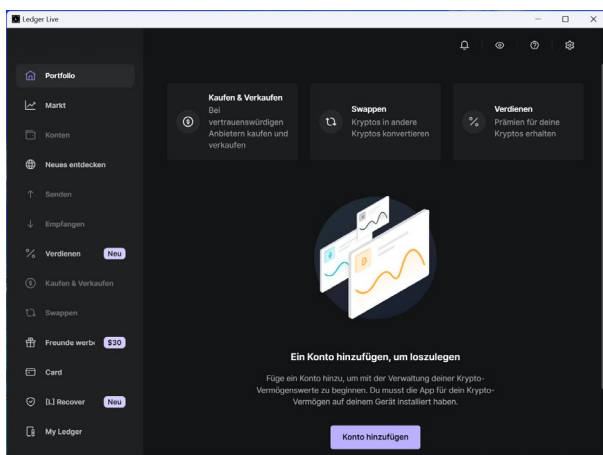 Ledger Live
Portfolio
Markt
Konten
Neues entdecken
Senden
Empfangen
Verdienen Neu
Kaufen & Verkaufen
Swappen
Freunde werb $30
Card
[L] Recover Neu
My Ledger
Kaufen & Verkaufen
Bei
vertrauenswürdigen
Anbietern kaufen und
verkaufen
Swappen
Kryptos in andere
Kryptos konvertieren
Verdienen
Prämien für deine
Kryptos erhalten
Ein Konto hinzufügen, um loszulegen
Füge ein Konto hinzu, um mit der Verwaltung deiner Krypto-
Vermögenswerte zu beginnen. Du musst die App für dein Krypto-
Vermögen auf deinem Gerät installiert haben.
Konto hinzufügen